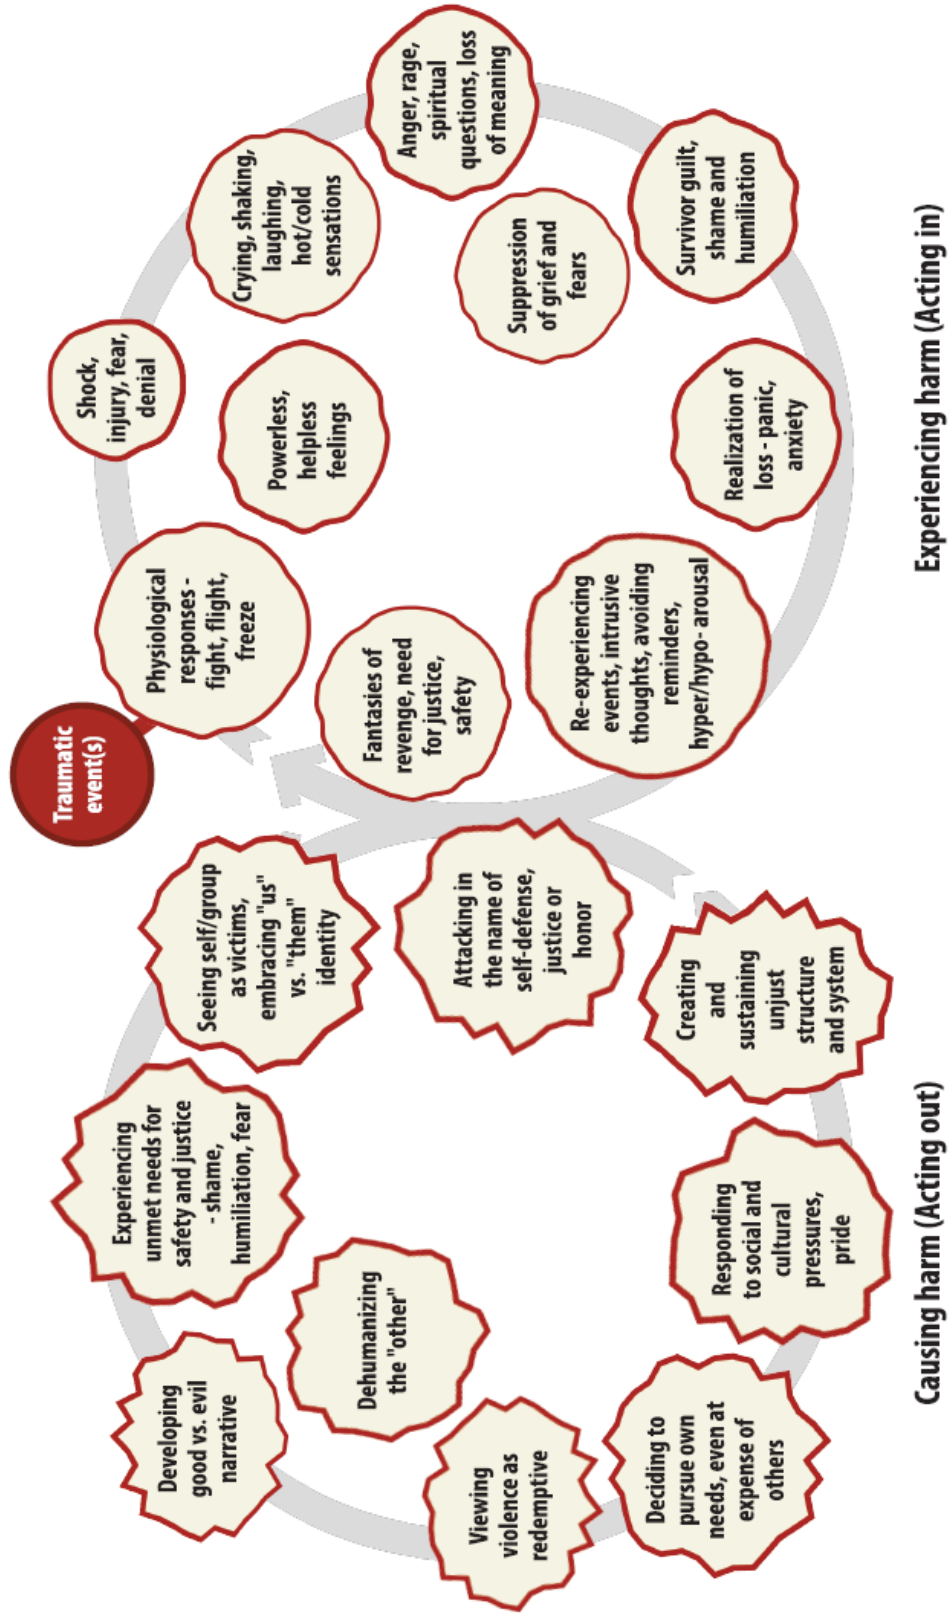 Traumatic
event(s)
Physiological
responses -
fight, flight,
freeze
Shock,
injury, fear,
denial
Crying, shaking,
laughing,
hot/cold
sensations
Powerless,
helpless
feelings
Anger, rage,
spiritual
questions, loss
of meaning
Suppression
of grief and
fears
Survivor guilt,
shame and
humiliation
Realization of
loss - panic,
anxiety
Re-experiencing
events, intrusive
thoughts, avoiding
reminders,
hyper/hypo- arousal
Fantasies of
revenge, need
for justice,
safety
Seeing self/group
as victims,
embracing "us"
vs. "them"
identity
Experiencing
unmet needs for
safety and justice
- shame,
humiliation, fear
Developing
good vs. evil
narrative
Dehumanizing
the "other"
Viewing
violence as
redemptive
Deciding to
pursue own
needs, even at
expense of
others
Responding
to social and
cultural
pressures,
pride
Creating
and
sustaining
unjust
structure
and system
Attacking in
the name of
self-defense,
justice or
honor
Causing harm (Acting out)
Experiencing harm (Acting in)